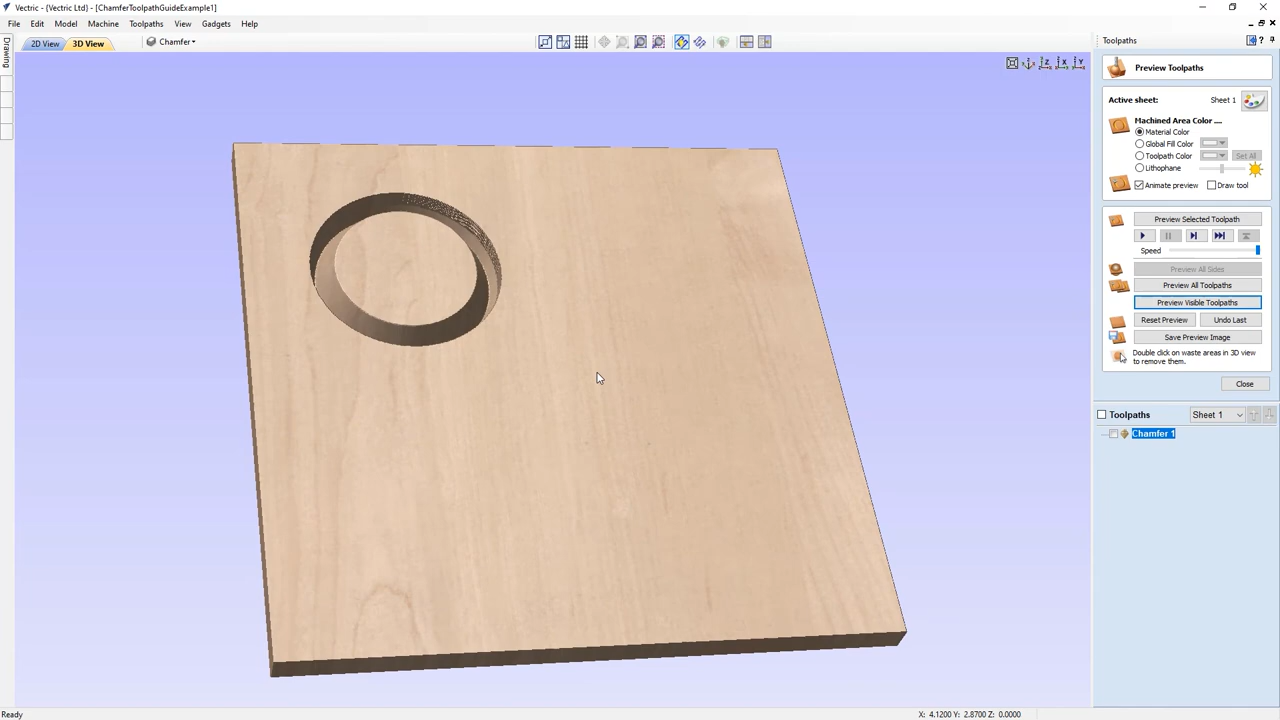 Vectric - {Vectric Ltd} - [ChamferToolpathGuideExample1]
File Edit Model Machine Toolpaths View Gadgets Help
2D View 3D View Chamfer
Drawing
Toolpaths
Preview Toolpaths
Active sheet: Sheet 1
Machined Area Color ....
Material Color
Global Fill Color
Toolpath Color Set All
Lithophane
Animate preview Draw tool
Preview Selected Toolpath
Speed
Preview All Sides
Preview All Toolpaths
Preview Visible Toolpaths
Reset Preview Undo Last
Save Preview Image
Double click on waste areas in 3D view
to remove them.
Close
Toolpaths Sheet 1
Chamfer 1
Ready X: 4.1200 Y: 2.8700 Z: 0.0000